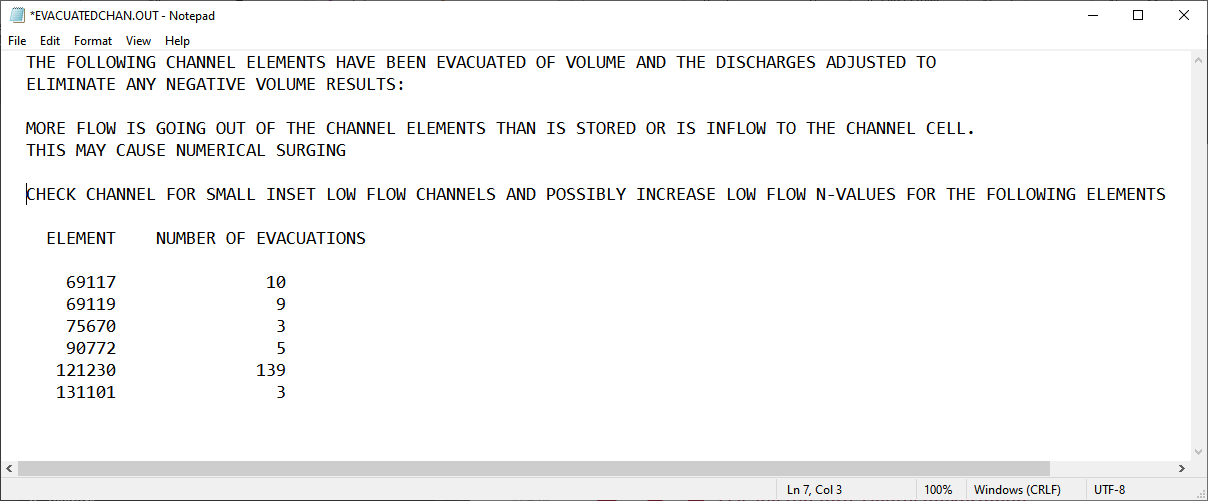 *EVACUATEDCHAN.OUT - Notepad
File Edit Format View Help
THE FOLLOWING CHANNEL ELEMENTS HAVE BEEN EVACUATED OF VOLUME AND THE DISCHARGES ADJUSTED TO
ELIMINATE ANY NEGATIVE VOLUME RESULTS:
MORE FLOW IS GOING OUT OF THE CHANNEL ELEMENTS THAN IS STORED OR IS INFLOW TO THE CHANNEL CELL.
THIS MAY CAUSE NUMERICAL SURGING
CHECK CHANNEL FOR SMALL INSET LOW FLOW CHANNELS AND POSSIBLY INCREASE LOW FLOW N-VALUES FOR THE FOLLOWING ELEMENTS
ELEMENT NUMBER OF EVACUATIONS
69117 10
69119 9
75670 3
90772 5
121230 139
131101 3
Ln 7, Col 3 100% Windows (CRLF) UTF-8